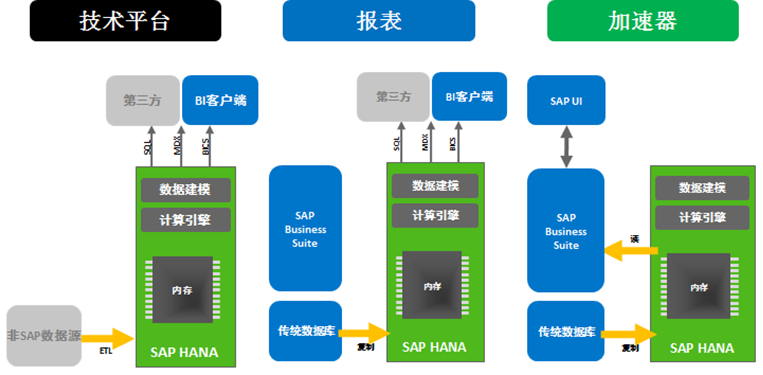 技术平台
报表
加速器
第三方
BI客户端
SQL
MDX
BICS
数据建模
计算引擎
内存
SAP HANA
非SAP数据源
ETL
第三方
BI客户端
SQL
MDX
BICS
SAP
Business
Suite
数据建模
计算引擎
内存
SAP HANA
传统数据库
复制
SAP UI
SAP
Business
Suite
读
数据建模
计算引擎
内存
SAP HANA
传统数据库
复制